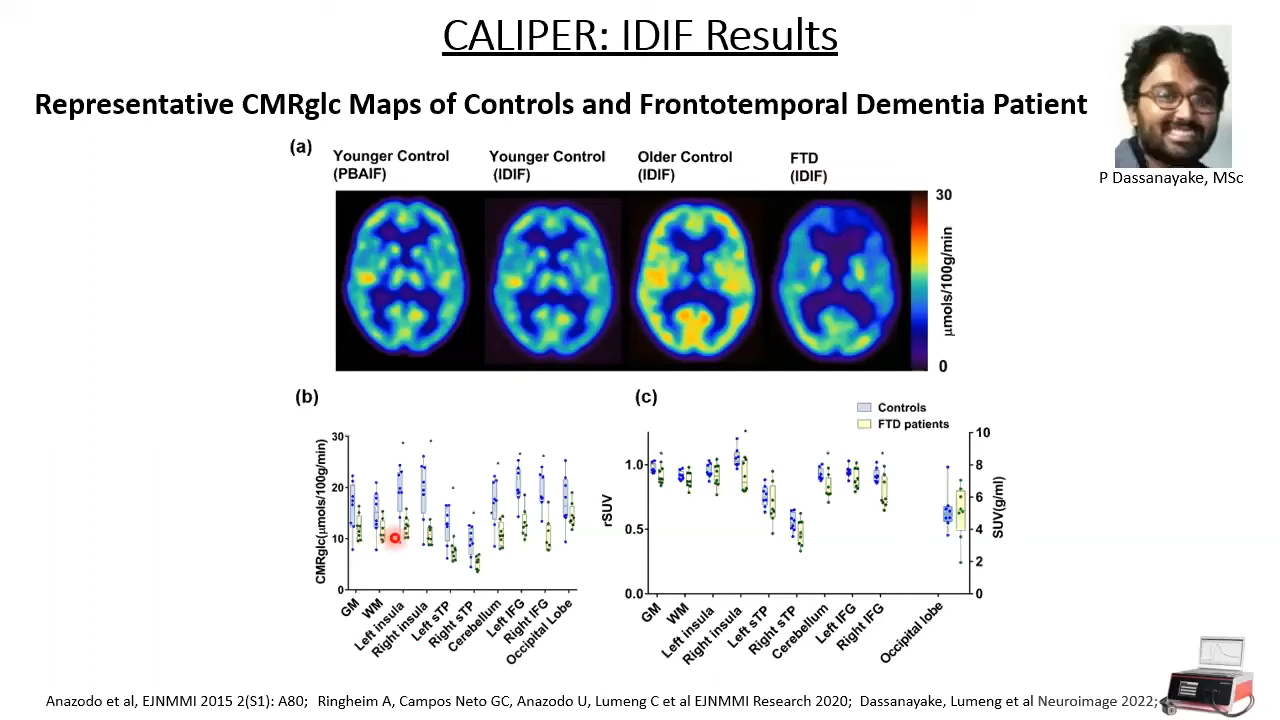 CALIPER: IDIF Results
Representative CMRglc Maps of Controls and Frontotemporal Dementia Patient
P Dassanayake, MSc
(a)
Younger Control
(PBAIF)
Younger Control
(IDIF)
Older Control
(IDIF)
FTD
(IDIF)
30
μmols/100g/min
0
(b)
CMRglc(μmols/100g/min)
30
20
10
0
GM
WM
Left insula
Right insula
Left sTP
Right sTP
Cerebellum
Left IFG
Right IFG
Occipital Lobe
(c)
Controls
FTD patients
rSUV
1.0
0.5
0.0
GM
WM
Left insula
Right insula
Left sTP
Right sTP
Cerebellum
Left IFG
Right IFG
Occipital lobe
10
8
6
4
2
0
SUV(g/ml)
Anazodo et al, EJNMMI 2015 2(S1): A80; Ringheim A, Campos Neto GC, Anazodo U, Lumeng C et al EJNMMI Research 2020; Dassanayake, Lumeng et al Neuroimage 2022;